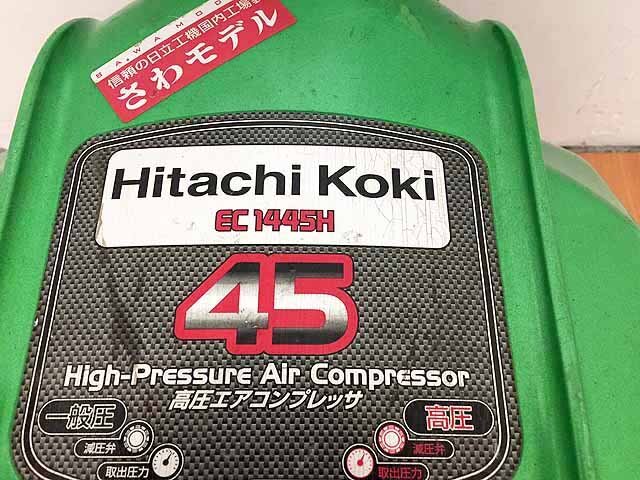 SAWAMODEL
信頼の日立工機国内工場製
さわモデル
Hitachi Koki
EC 1445H
45
High-Pressure Air Compressor
高圧エアコンプレッサ
一般圧 高圧
減圧弁 減圧弁
取出圧力 取出圧力